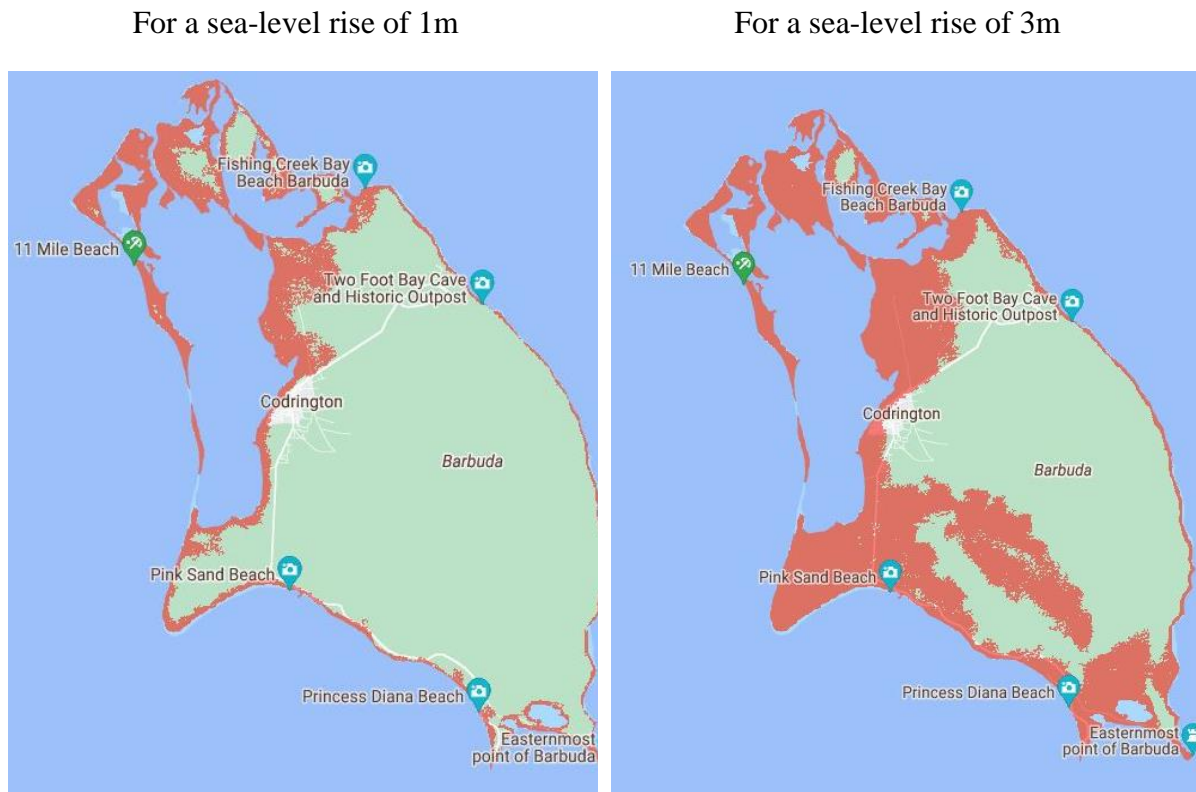 For a sea-level rise of 1m
For a sea-level rise of 3m
Fishing Creek Bay
Beach Barbuda
11 Mile Beach
Two Foot Bay Cave
and Historic Outpost
Codrington
Barbuda
Pink Sand Beach
Princess Diana Beach
Easternmost
point of Barbuda
Fishing Creek Bay
Beach Barbuda
11 Mile Beach
Two Foot Bay Cave
and Historic Outpost
Codrington
Barbuda
Pink Sand Beach
Princess Diana Beach
Easternmost
point of Barbuda